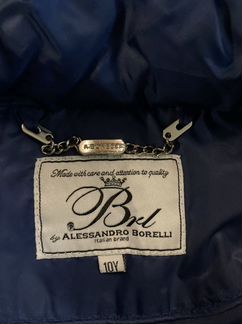 Made with care and attention to quality
Brl
by ALESSANDRO BORELLI
Italian brand
10Y